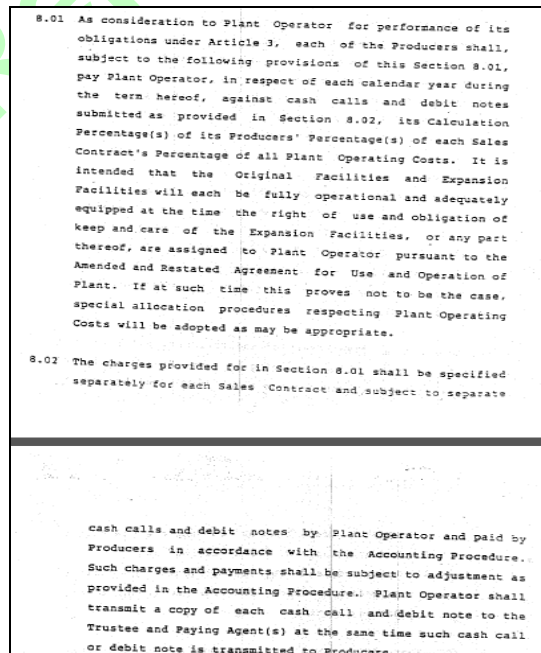 8.01 As consideration to Plant Operator for performance of its
obligations under Article 3, each of the Producers shall,
subject to the following provisions of this Section 8.01,
pay Plant Operator, in respect of each calendar year during
the term hereof, against cash calls and debit notes
submitted as provided in Section 8.02, its Calculation
Percentage(s) of its Producers' Percentage(s) of each Sales
Contract's Percentage of all Plant Operating Costs. It is
intended that the Original Facilities and Expansion
Facilities will each be fully operational and adequately
equipped at the time the right of use and obligation of
keep and care of the Expansion Facilities, or any part
thereof, are assigned to Plant Operator pursuant to the
Amended and Restated Agreement for Use and Operation of
Plant. If at such time this proves not to be the case,
special allocation procedures respecting Plant Operating
Costs will be adopted as may be appropriate.
8.02 The charges provided for in Section 8.01 shall be specified
separately for each Sales Contract and subject to separate
cash calls and debit notes by Plant Operator and paid by
Producers in accordance with the Accounting Procedure.
Such charges and payments shall be subject to adjustment as
provided in the Accounting Procedure. Plant Operator shall
transmit a copy of each cash call and debit note to the
Trustee and Paying Agent(s) at the same time such cash call
or debit note is transmitted to Producers.